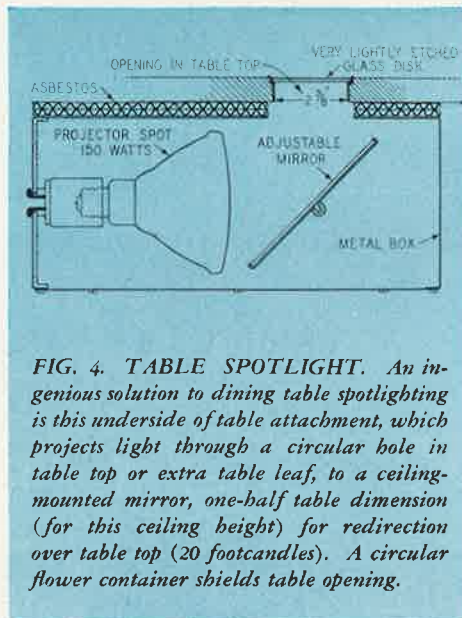 VERY LIGHTLY ETCHED
OPENING IN TABLE TOP
GLASS DISK
ASBESTOS
PROJECTOR SPOT
150 WATTS
ADJUSTABLE
MIRROR
METAL BOX
FIG. 4. TABLE SPOTLIGHT. An in-
genious solution to dining table spotlighting
is this underside of table attachment, which
projects light through a circular hole in
table top or extra table leaf, to a ceiling-
mounted mirror, one-half table dimension
(for this ceiling height) for redirection
over table top (20 footcandles). A circular
flower container shields table opening.